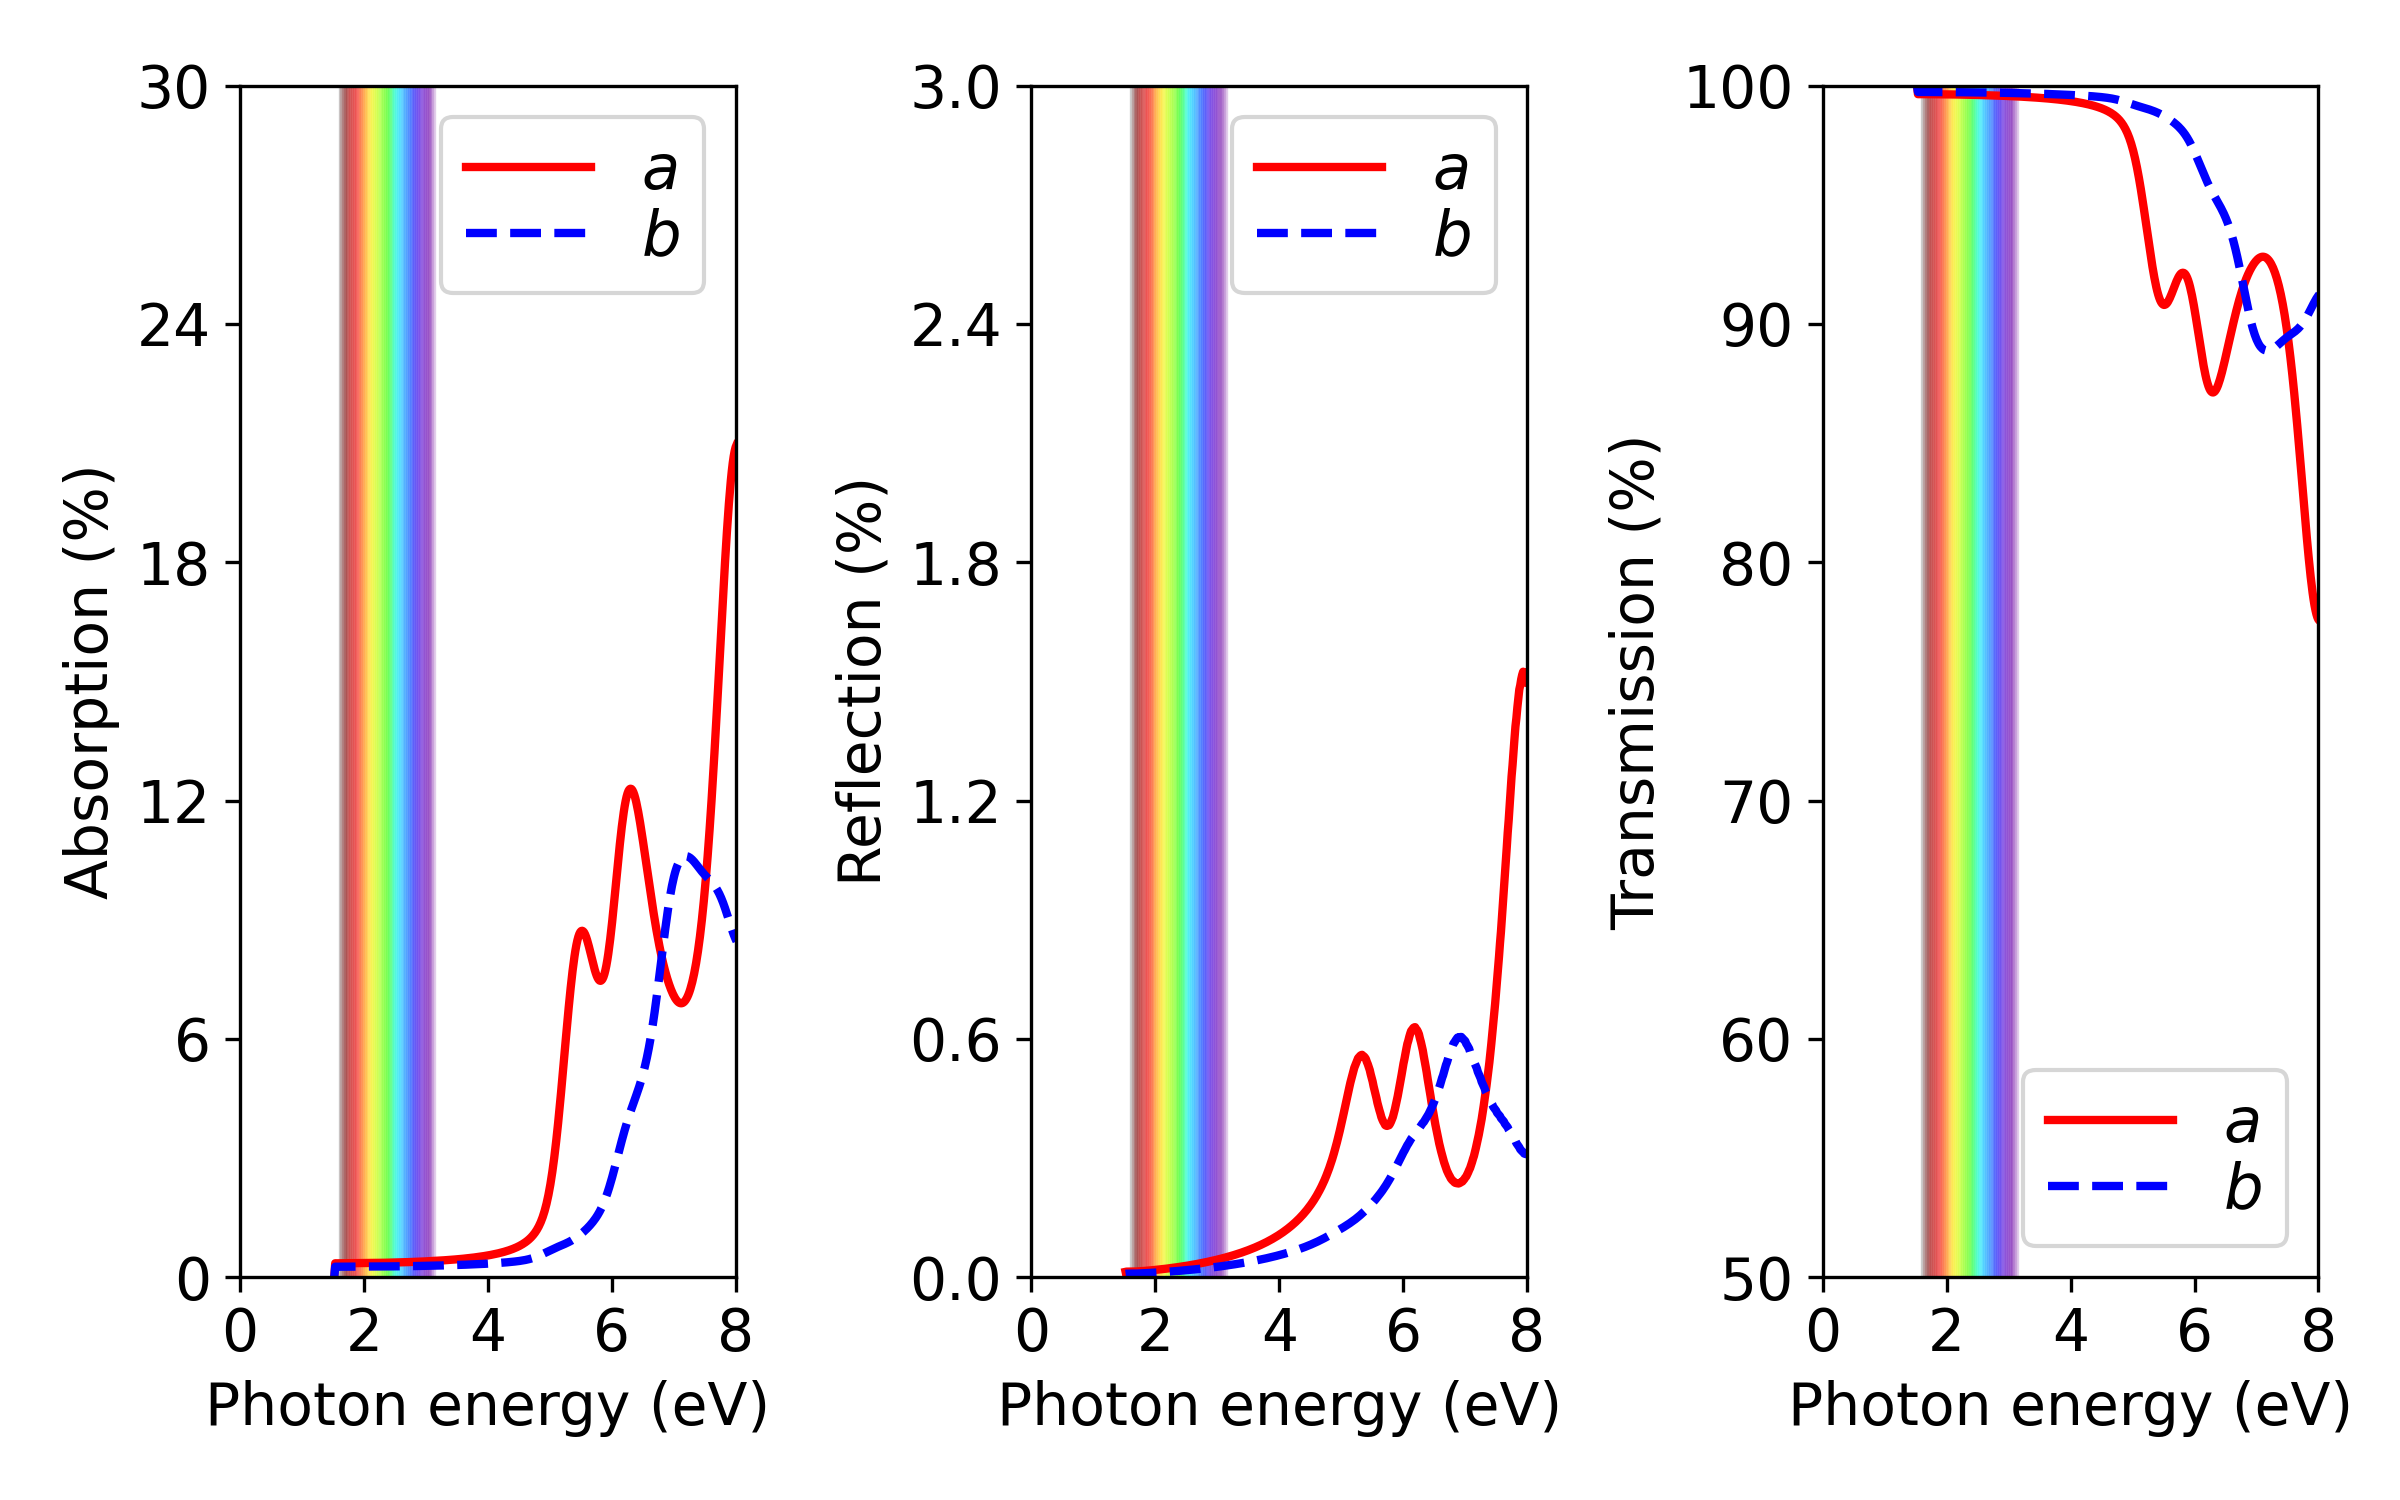 Absorption (%)
30
24
18
12
6
0
0 2 4 6 8
Photon energy (eV)
a
b
Reflection (%)
3.0
2.4
1.8
1.2
0.6
0.0
0 2 4 6 8
Photon energy (eV)
a
b
Transmission (%)
100
90
80
70
60
50
0 2 4 6 8
Photon energy (eV)
a
b